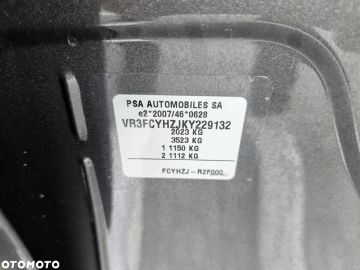 PSA AUTOMOBILES SA
e2*2007/46*0628
VR3FCYHZJKY229132
2023 KG
3523 KG
1 1150 KG
2 1112 KG
FCYHZJ-R2F000...
OTOMOTO
OTOMOTO